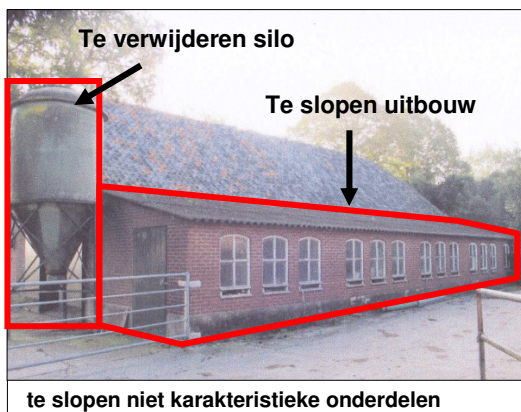 Te verwijderen silo
Te slopen uitbouw
te slopen niet karakteristieke onderdelen